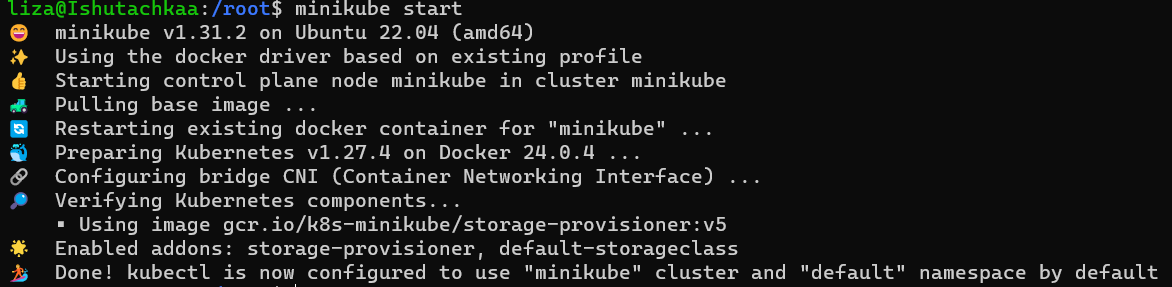 liza@Ishutachkaa:/root$ minikube start
😄 minikube v1.31.2 on Ubuntu 22.04 (amd64)
✨ Using the docker driver based on existing profile
👍 Starting control plane node minikube in cluster minikube
🚜 Pulling base image ...
🔄 Restarting existing docker container for "minikube" ...
🐳 Preparing Kubernetes v1.27.4 on Docker 24.0.4 ...
🔗 Configuring bridge CNI (Container Networking Interface) ...
🔎 Verifying Kubernetes components...
▪ Using image gcr.io/k8s-minikube/storage-provisioner:v5
🌟 Enabled addons: storage-provisioner, default-storageclass
🏄 Done! kubectl is now configured to use "minikube" cluster and "default" namespace by default